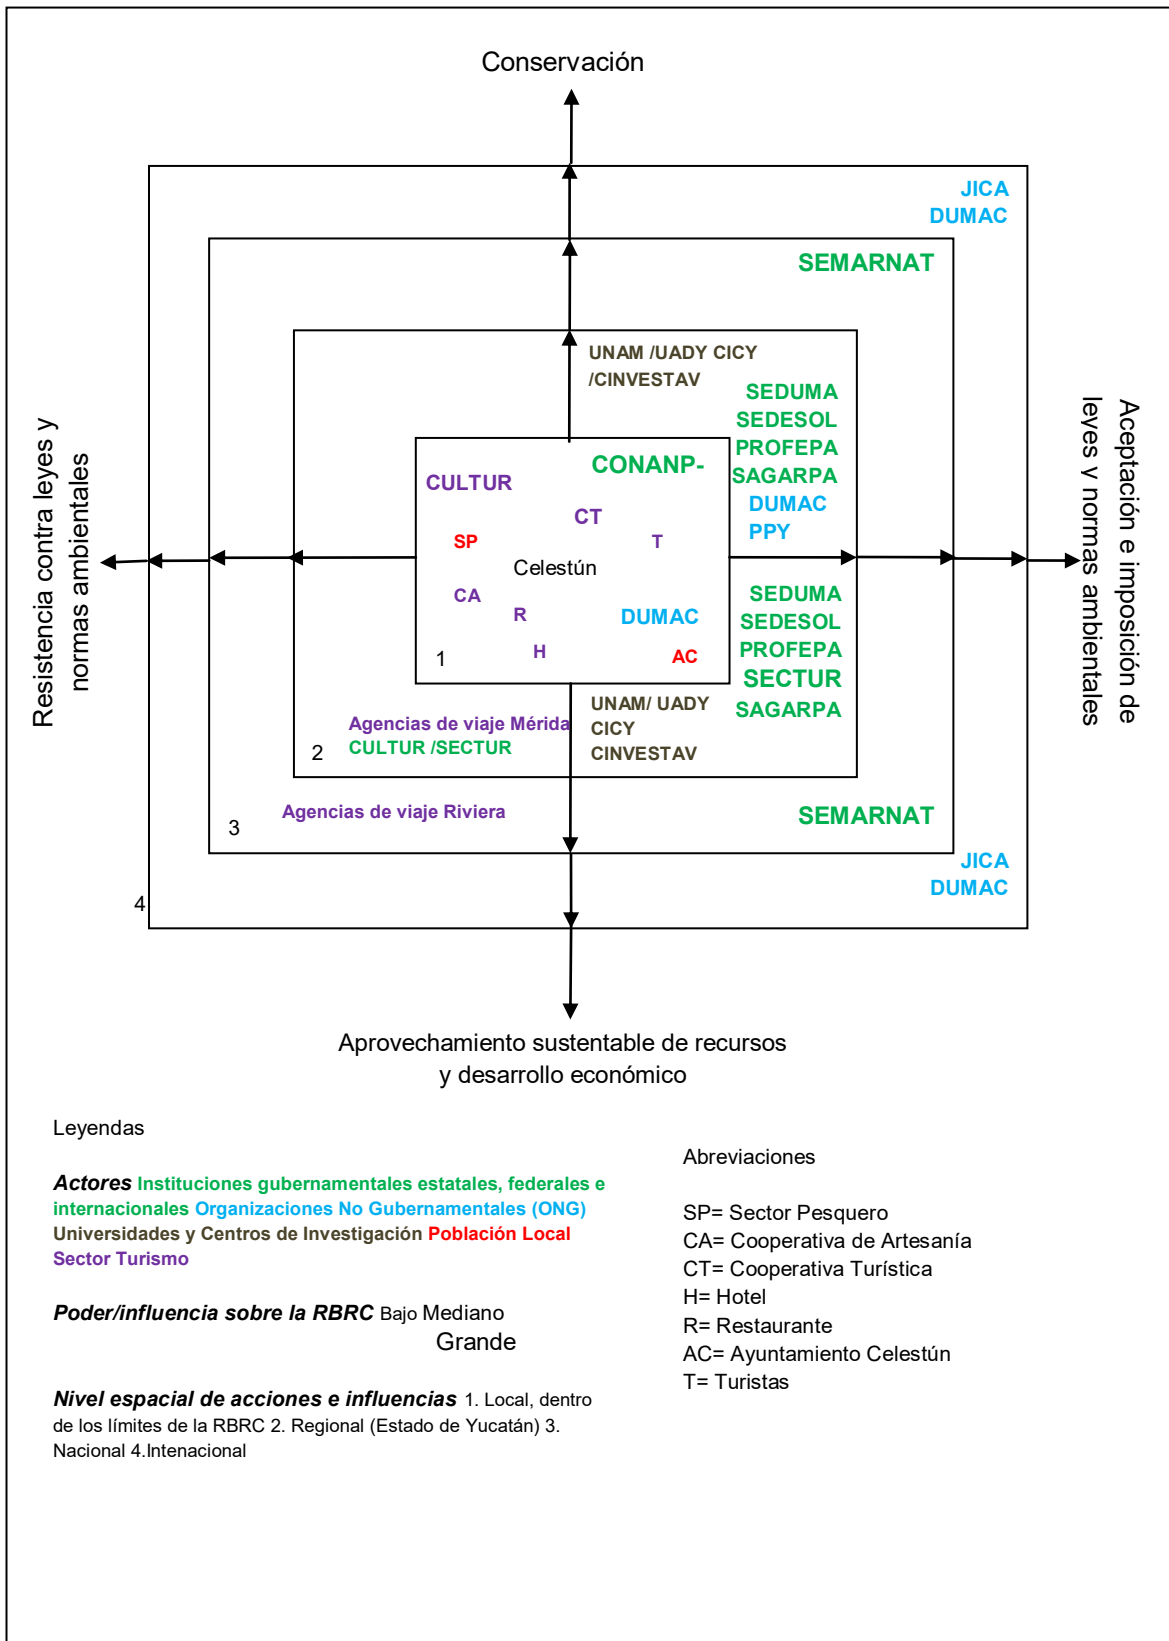 Conservación
JICA
DUMAC
SEMARNAT
UNAM /UADY CICY
/CINVESTAV
SEDUMA
SEDESOL
PROFEPA
SAGARPA
DUMAC
PPY
Resistencia contra leyes y
normas ambientales
Aceptación e imposición de
leyes y normas ambientales
CONANP-
CULTUR
CT
SP
T
Celestún
CA
R
DUMAC
H
AC
1
SEDUMA
SEDESOL
PROFEPA
SECTUR
SAGARPA
UNAM/ UADY
CICY
CINVESTAV
Agencias de viaje Mérida
CULTUR /SECTUR
2
Agencias de viaje Riviera
SEMARNAT
3
JICA
DUMAC
4
Aprovechamiento sustentable de recursos
y desarrollo económico
Leyendas
Actores Instituciones gubernamentales estatales, federales e
internacionales Organizaciones No Gubernamentales (ONG)
Universidades y Centros de Investigación Población Local
Sector Turismo
Poder/influencia sobre la RBRC Bajo Mediano
Grande
Nivel espacial de acciones e influencias 1. Local, dentro
de los límites de la RBRC 2. Regional (Estado de Yucatán) 3.
Nacional 4.Intenacional
Abreviaciones
SP= Sector Pesquero
CA= Cooperativa de Artesanía
CT= Cooperativa Turística
H= Hotel
R= Restaurante
AC= Ayuntamiento Celestún
T= Turistas